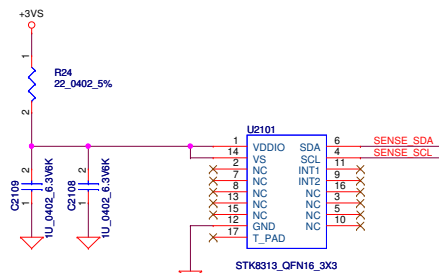 +3VS
1
R24
22_0402_5%
2
U2101
1 VDDIO SDA 6 SENSE_SDA
14 VS SCL 4 SENSE_SCL
2 NC INT1 11
7 NC INT2 9
8 NC NC 16
13 NC NC 3
15 NC NC 5
12 GND NC 10
17 T_PAD
STK8313_QFN16_3X3
2
1
C2109
1U_0402_6.3V6K
2
1
C2108
1U_0402_6.3V6K